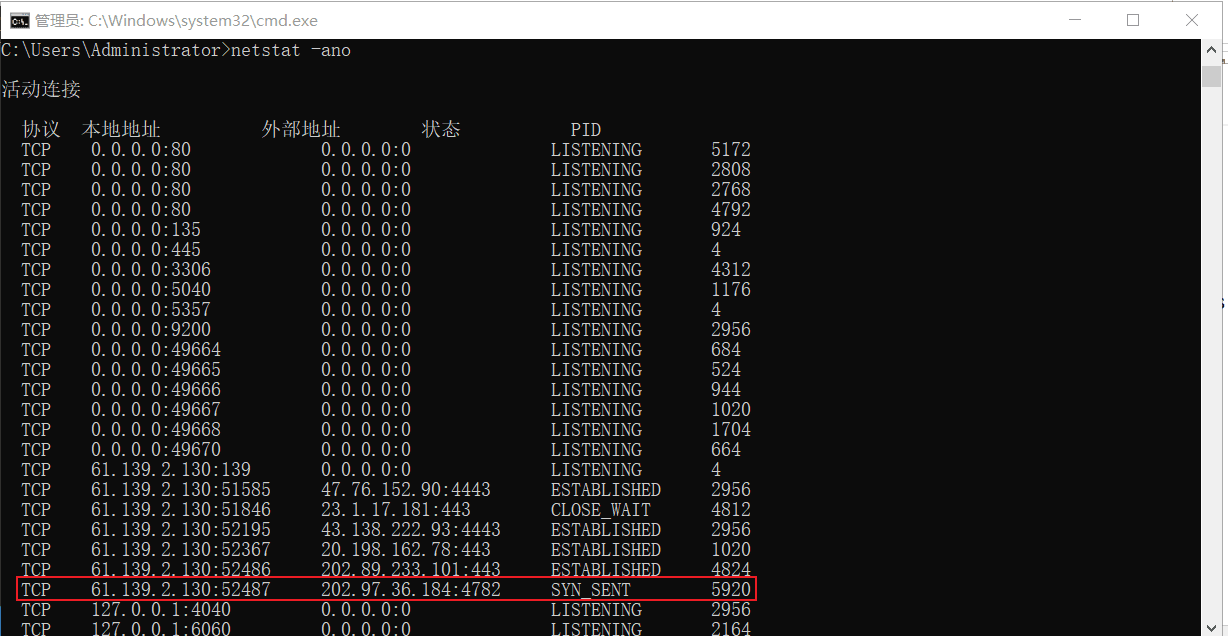 管理员: C:\Windows\system32\cmd.exe
C:\Users\Administrator>netstat -ano
活动连接
协议 本地地址 外部地址 状态 PID
TCP 0.0.0.0:80 0.0.0.0:0 LISTENING 5172
TCP 0.0.0.0:80 0.0.0.0:0 LISTENING 2808
TCP 0.0.0.0:80 0.0.0.0:0 LISTENING 2768
TCP 0.0.0.0:80 0.0.0.0:0 LISTENING 4792
TCP 0.0.0.0:135 0.0.0.0:0 LISTENING 924
TCP 0.0.0.0:445 0.0.0.0:0 LISTENING 4
TCP 0.0.0.0:3306 0.0.0.0:0 LISTENING 4312
TCP 0.0.0.0:5040 0.0.0.0:0 LISTENING 1176
TCP 0.0.0.0:5357 0.0.0.0:0 LISTENING 4
TCP 0.0.0.0:9200 0.0.0.0:0 LISTENING 2956
TCP 0.0.0.0:49664 0.0.0.0:0 LISTENING 684
TCP 0.0.0.0:49665 0.0.0.0:0 LISTENING 524
TCP 0.0.0.0:49666 0.0.0.0:0 LISTENING 944
TCP 0.0.0.0:49667 0.0.0.0:0 LISTENING 1020
TCP 0.0.0.0:49668 0.0.0.0:0 LISTENING 1704
TCP 0.0.0.0:49670 0.0.0.0:0 LISTENING 664
TCP 61.139.2.130:139 0.0.0.0:0 LISTENING 4
TCP 61.139.2.130:51585 47.76.152.90:4443 ESTABLISHED 2956
TCP 61.139.2.130:51846 23.1.17.181:443 CLOSE_WAIT 4812
TCP 61.139.2.130:52195 43.138.222.93:4443 ESTABLISHED 2956
TCP 61.139.2.130:52367 20.198.162.78:443 ESTABLISHED 1020
TCP 61.139.2.130:52486 202.89.233.101:443 ESTABLISHED 4824
TCP 61.139.2.130:52487 202.97.36.184:4782 SYN_SENT 5920
TCP 127.0.0.1:4040 0.0.0.0:0 LISTENING 2956
TCP 127.0.0.1:6060 0.0.0.0:0 LISTENING 2164